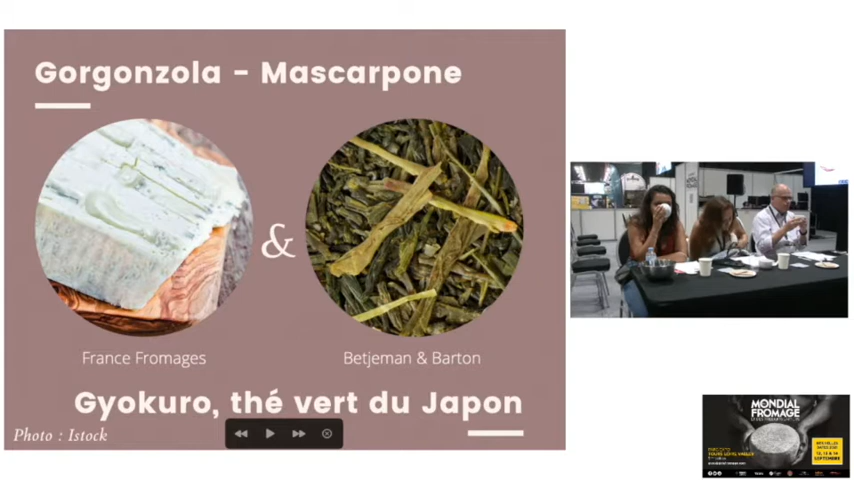 Gorgonzola - Mascarpone
&
France Fromages
Betjeman & Barton
Gyokuro, thé vert du Japon
Photo : Istock
MONDIAL
FROMAGE
SEPTEMBRE